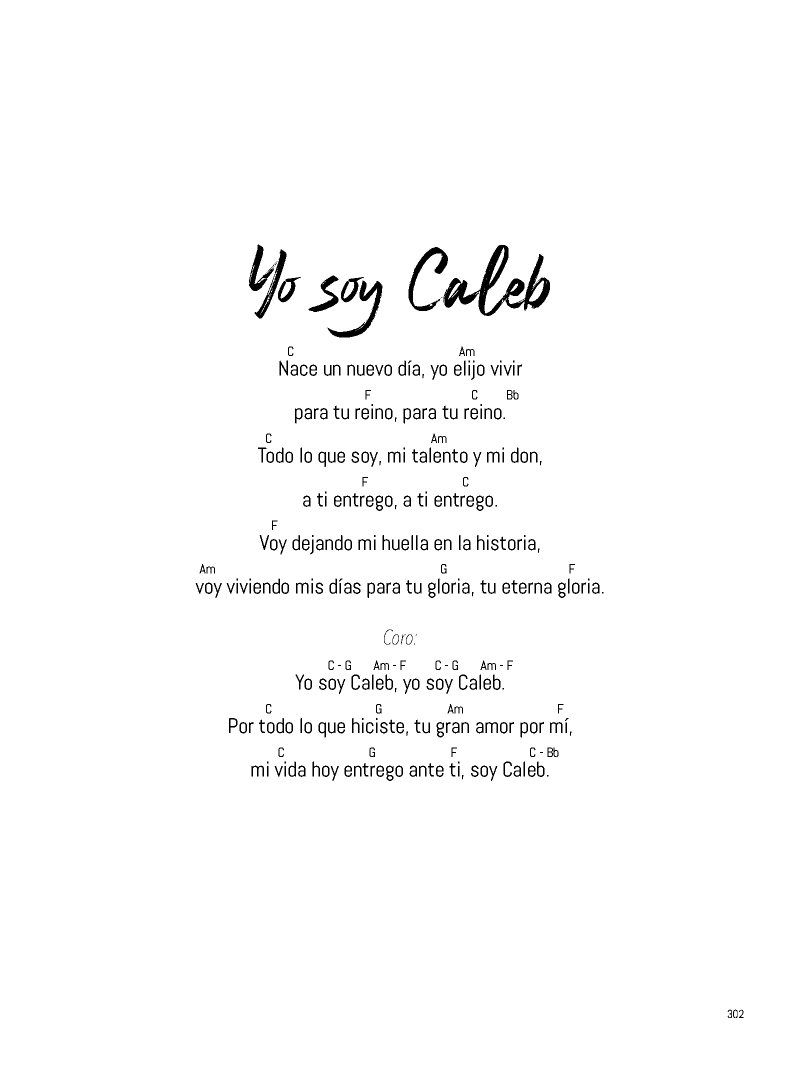 Yo soy Caleb
C Am
Nace un nuevo día, yo elijo vivir
F C Bb
para tu reino, para tu reino.
C Am
Todo lo que soy, mi talento y mi don,
F C
a ti entrego, a ti entrego.
F
Voy dejando mi huella en la historia,
Am G F
voy viviendo mis días para tu gloria, tu eterna gloria.
Coro:
C - G Am - F C - G Am - F
Yo soy Caleb, yo soy Caleb.
C G Am F
Por todo lo que hiciste, tu gran amor por mí,
C G F C - Bb
mi vida hoy entrego ante ti, soy Caleb.
302